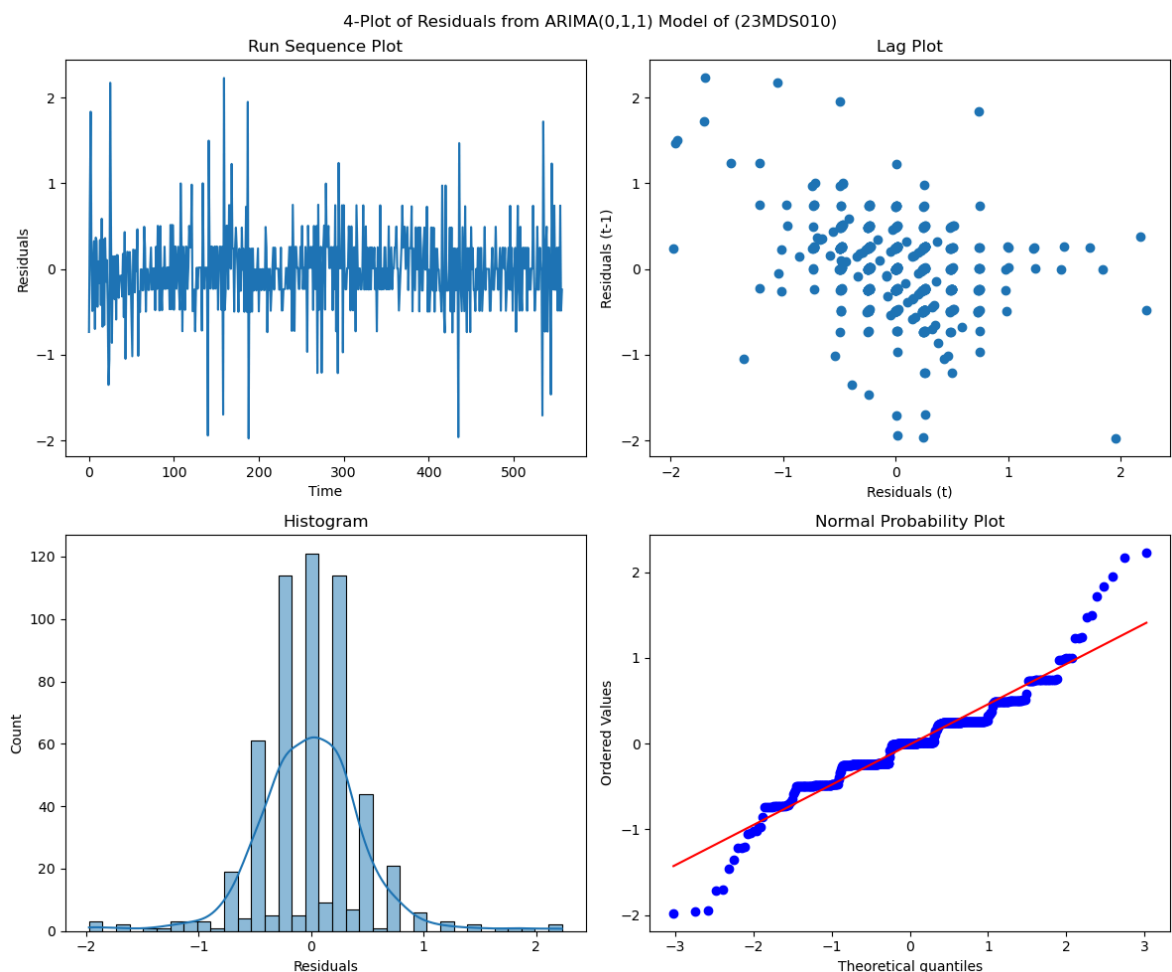 4-Plot of Residuals from ARIMA(0,1,1) Model of (23MDS010)
Run Sequence Plot
Residuals
2
1
0
−1
−2
0 100 200 300 400 500
Time
Lag Plot
Residuals (t-1)
2
1
0
−1
−2
−2 −1 0 1 2
Residuals (t)
Histogram
Count
120
100
80
60
40
20
0
−2 −1 0 1 2
Residuals
Normal Probability Plot
Ordered Values
2
1
0
−1
−2
−3 −2 −1 0 1 2 3
Theoretical quantiles